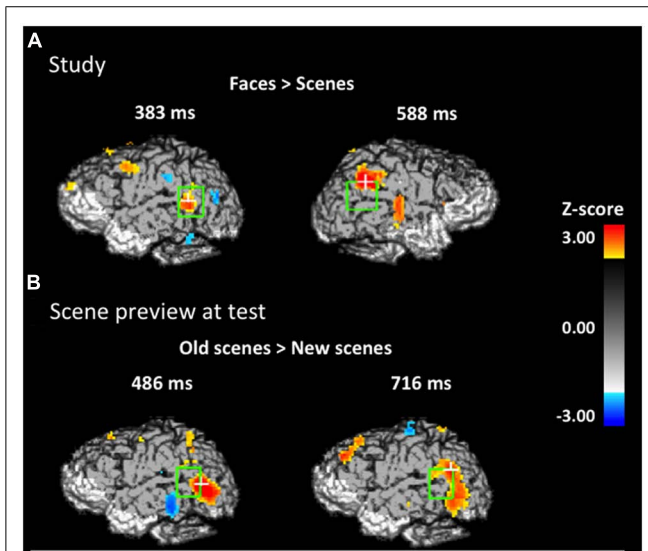 A
Study
Faces > Scenes
383 ms
588 ms
Z-score
3.00
0.00
-3.00
B
Scene preview at test
Old scenes > New scenes
486 ms
716 ms